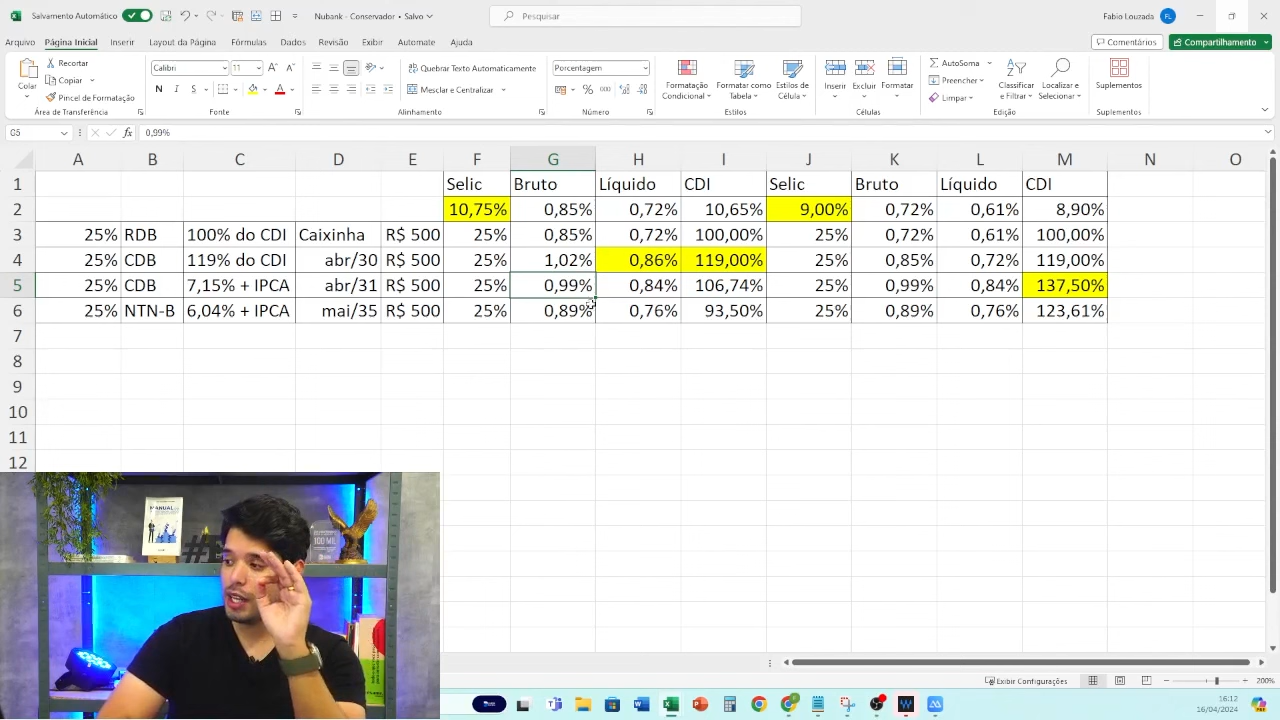 Salvamento Automático
Nubank - Conservador • Salvo
Pesquisar
Fabio Louzada
FL
Arquivo
Página Inicial
Inserir
Layout da Página
Fórmulas
Dados
Revisão
Exibir
Automate
Ajuda
Comentários
Compartilhamento
Colar
Recortar
Copiar
Pincel de Formatação
Área de Transferência
Calibri
11
N I S
Fonte
Quebrar Texto Automaticamente
Mesclar e Centralizar
Alinhamento
Porcentagem
% 000
Número
Formatação Condicional
Formatar como Tabela
Estilos de Célula
Estilos
Inserir
Excluir
Formatar
Células
AutoSoma
Preencher
Limpar
Classificar e Filtrar
Localizar e Selecionar
Edição
Suplementos
Suplementos
G5
fx
0,99%
A B C D E F G H I J K L M N O
1 Selic Bruto Líquido CDI Selic Bruto Líquido CDI
2 10,75% 0,85% 0,72% 10,65% 9,00% 0,72% 0,61% 8,90%
3 25% RDB 100% do CDI Caixinha R$ 500 25% 0,85% 0,72% 100,00% 25% 0,72% 0,61% 100,00%
4 25% CDB 119% do CDI abr/30 R$ 500 25% 1,02% 0,86% 119,00% 25% 0,85% 0,72% 119,00%
5 25% CDB 7,15% + IPCA abr/31 R$ 500 25% 0,99% 0,84% 106,74% 25% 0,99% 0,84% 137,50%
6 25% NTN-B 6,04% + IPCA mai/35 R$ 500 25% 0,89% 0,76% 93,50% 25% 0,89% 0,76% 123,61%
7
8
9
10
11
12
MANUAL
100 MIL
Exibir Configurações
200%
16:12
16/04/2024